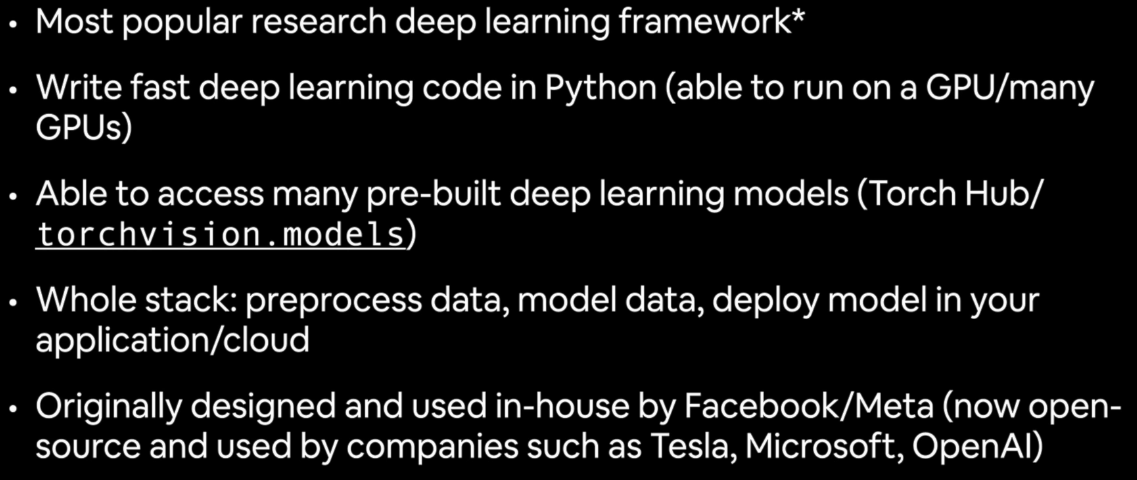 • Most popular research deep learning framework*
• Write fast deep learning code in Python (able to run on a GPU/many
GPUs)
• Able to access many pre-built deep learning models (Torch Hub/
torchvision.models)
• Whole stack: preprocess data, model data, deploy model in your
application/cloud
• Originally designed and used in-house by Facebook/Meta (now open-
source and used by companies such as Tesla, Microsoft, OpenAI)